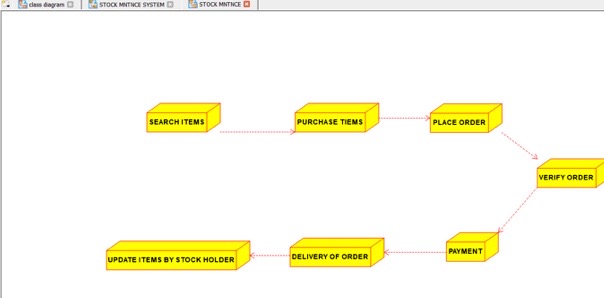 class diagram
STOCK MNTNCE SYSTEM
STOCK MNTNCE
SEARCH ITEMS
PURCHASE TIEMS
PLACE ORDER
VERIFY ORDER
PAYMENT
DELIVERY OF ORDER
UPDATE ITEMS BY STOCK HOLDER